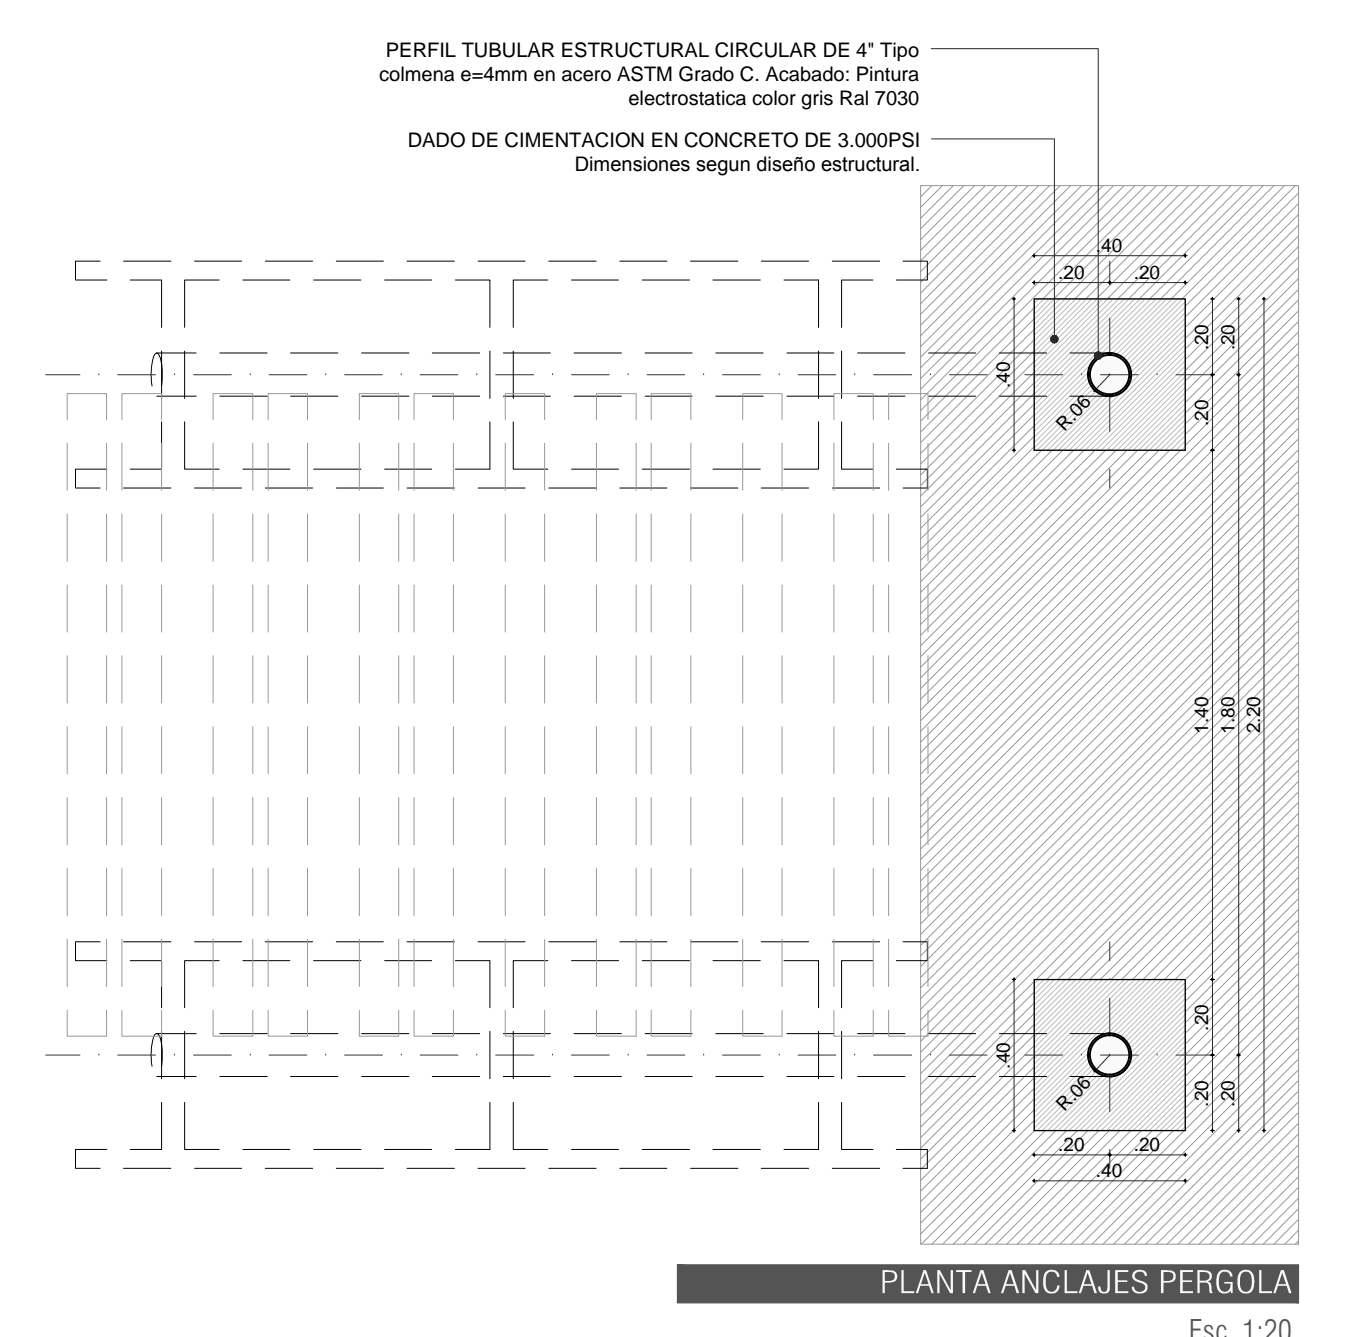 PERFIL TUBULAR ESTRUCTURAL CIRCULAR DE 4" Tipo
colmena e=4mm en acero ASTM Grado C. Acabado: Pintura
electrostatica color gris Ral 7030
DADO DE CIMENTACION EN CONCRETO DE 3.000PSI
Dimensiones segun diseño estructural.
.40
.20 .20
.20 .20
.40
R.06
.20
1.40 1.80 2.20
.20
.40
R.06
.20 .20
.20 .20
.40
PLANTA ANCLAJES PERGOLA
Esc. 1:20